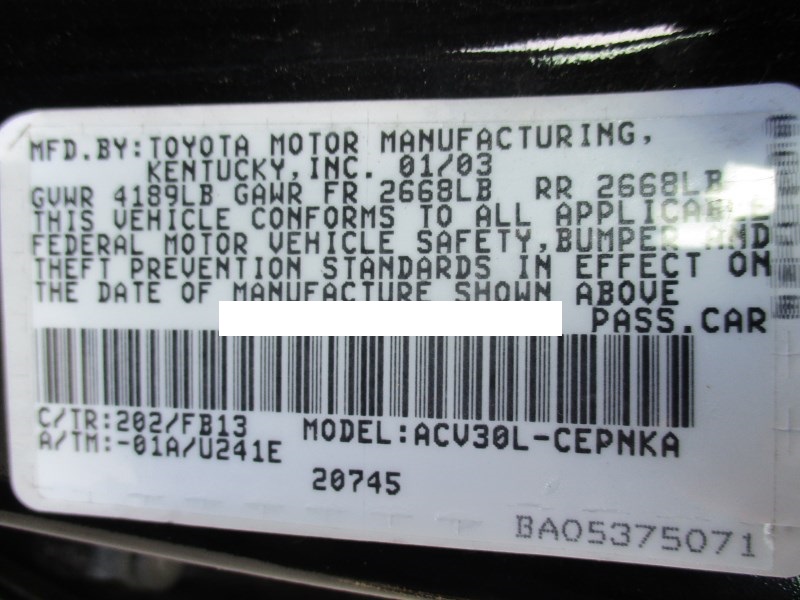 MFD.BY:TOYOTA MOTOR MANUFACTURING,
KENTUCKY,INC. 01/03
GVWR 4189LB GAWR FR 2668LB RR 2668LB
THIS VEHICLE CONFORMS TO ALL APPLICABLE
FEDERAL MOTOR VEHICLE SAFETY,BUMPER AND
THEFT PREVENTION STANDARDS IN EFFECT ON
THE DATE OF MANUFACTURE SHOWN ABOVE
PASS.CAR
C/TR:202/FB13 MODEL:ACV30L-CEPNKA
A/TM:-01A/U241E
20745
BA05375071